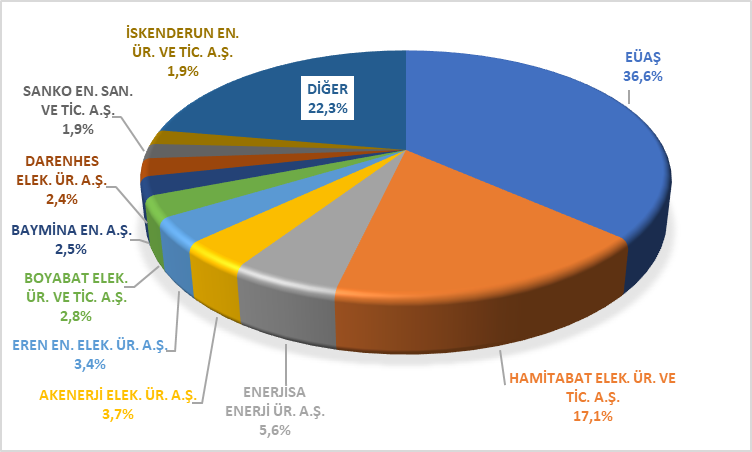 İSKENDERUN EN.
ÜR. VE TİC. A.Ş.
1,9%
SANKO EN. SAN.
VE TİC. A.Ş.
1,9%
DARENHES
ELEK. ÜR. A.Ş.
2,4%
BAYMİNA EN. A.Ş.
2,5%
BOYABAT ELEK.
ÜR. VE TİC. A.Ş.
2,8%
EREN EN. ELEK. ÜR. A.Ş.
3,4%
AKENERJİ ELEK. ÜR. A.Ş.
3,7%
ENERJİSA
ENERJİ ÜR. A.Ş.
5,6%
HAMİTABAT ELEK. ÜR. VE
TİC. A.Ş.
17,1%
EÜAŞ
36,6%
DİĞER
22,3%